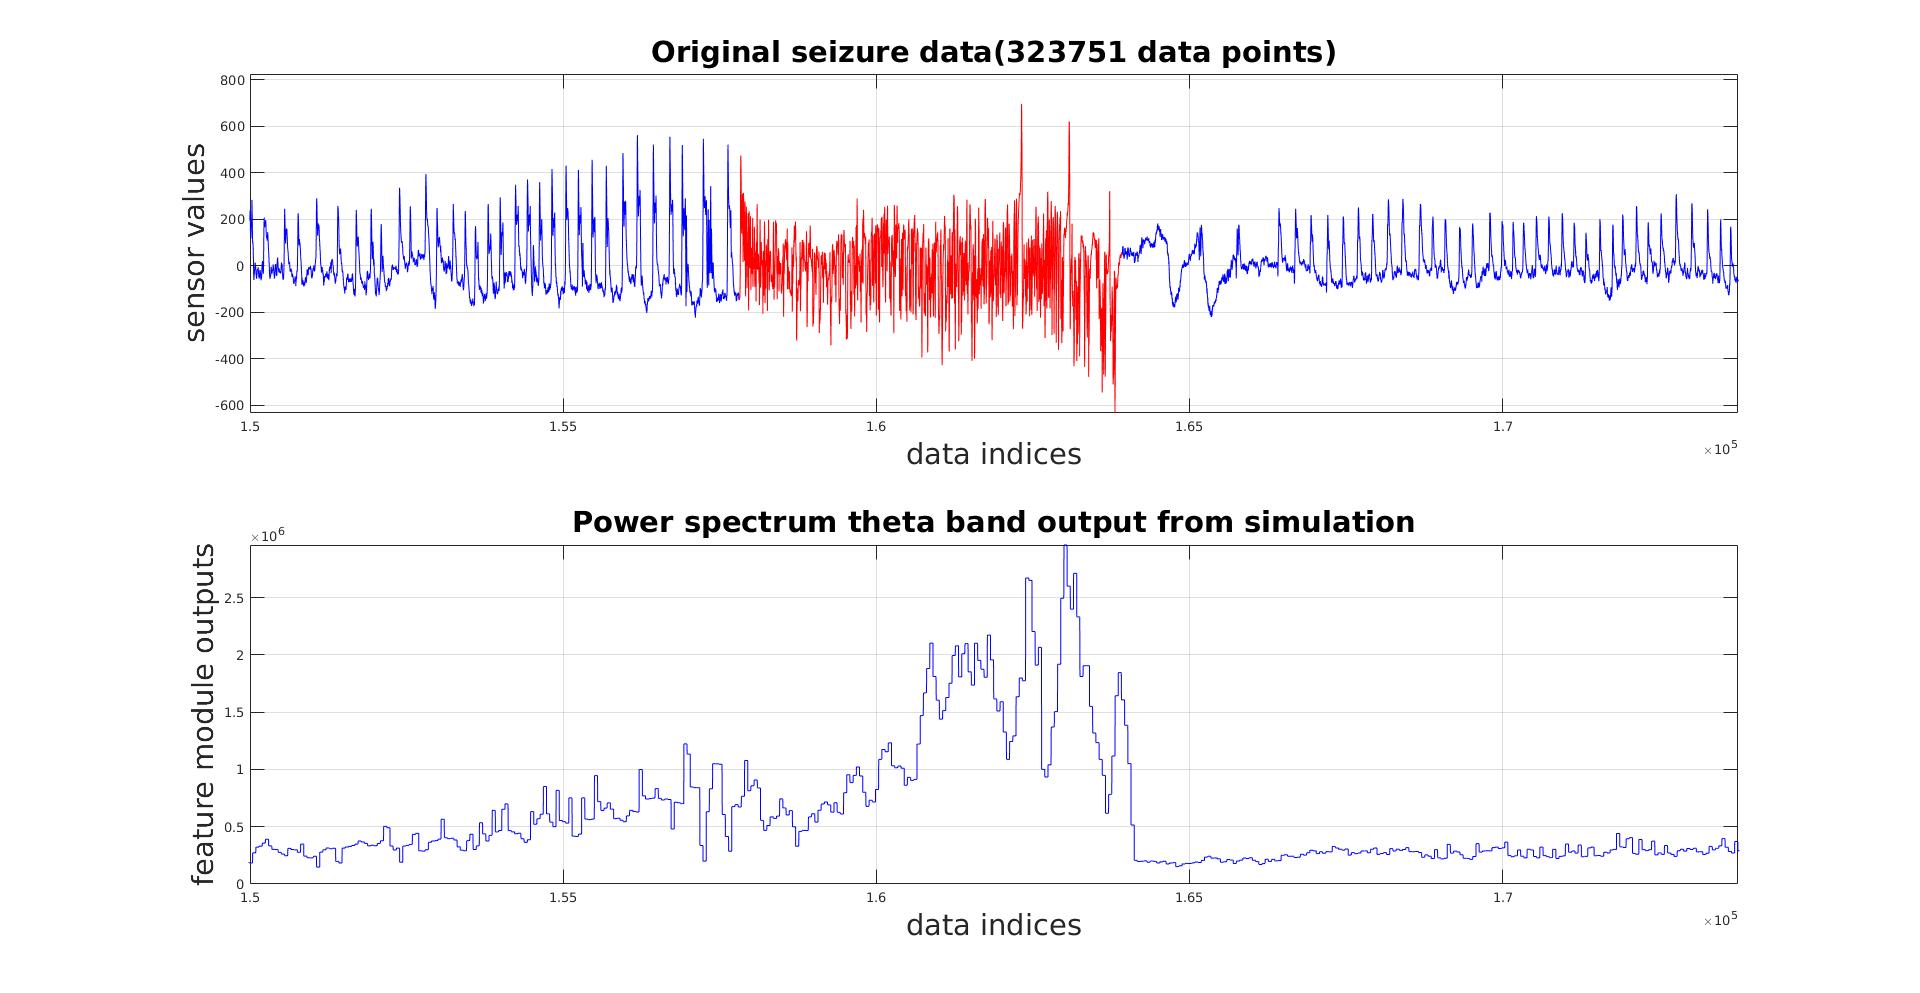 Original seizure data(323751 data points)
sensor values
800
600
400
200
0
-200
-400
-600
1.5 1.55 1.6 1.65 1.7
×10^5
data indices
Power spectrum theta band output from simulation
×10^6
feature module outputs
2.5
2
1.5
1
0.5
0
1.5 1.55 1.6 1.65 1.7
×10^5
data indices